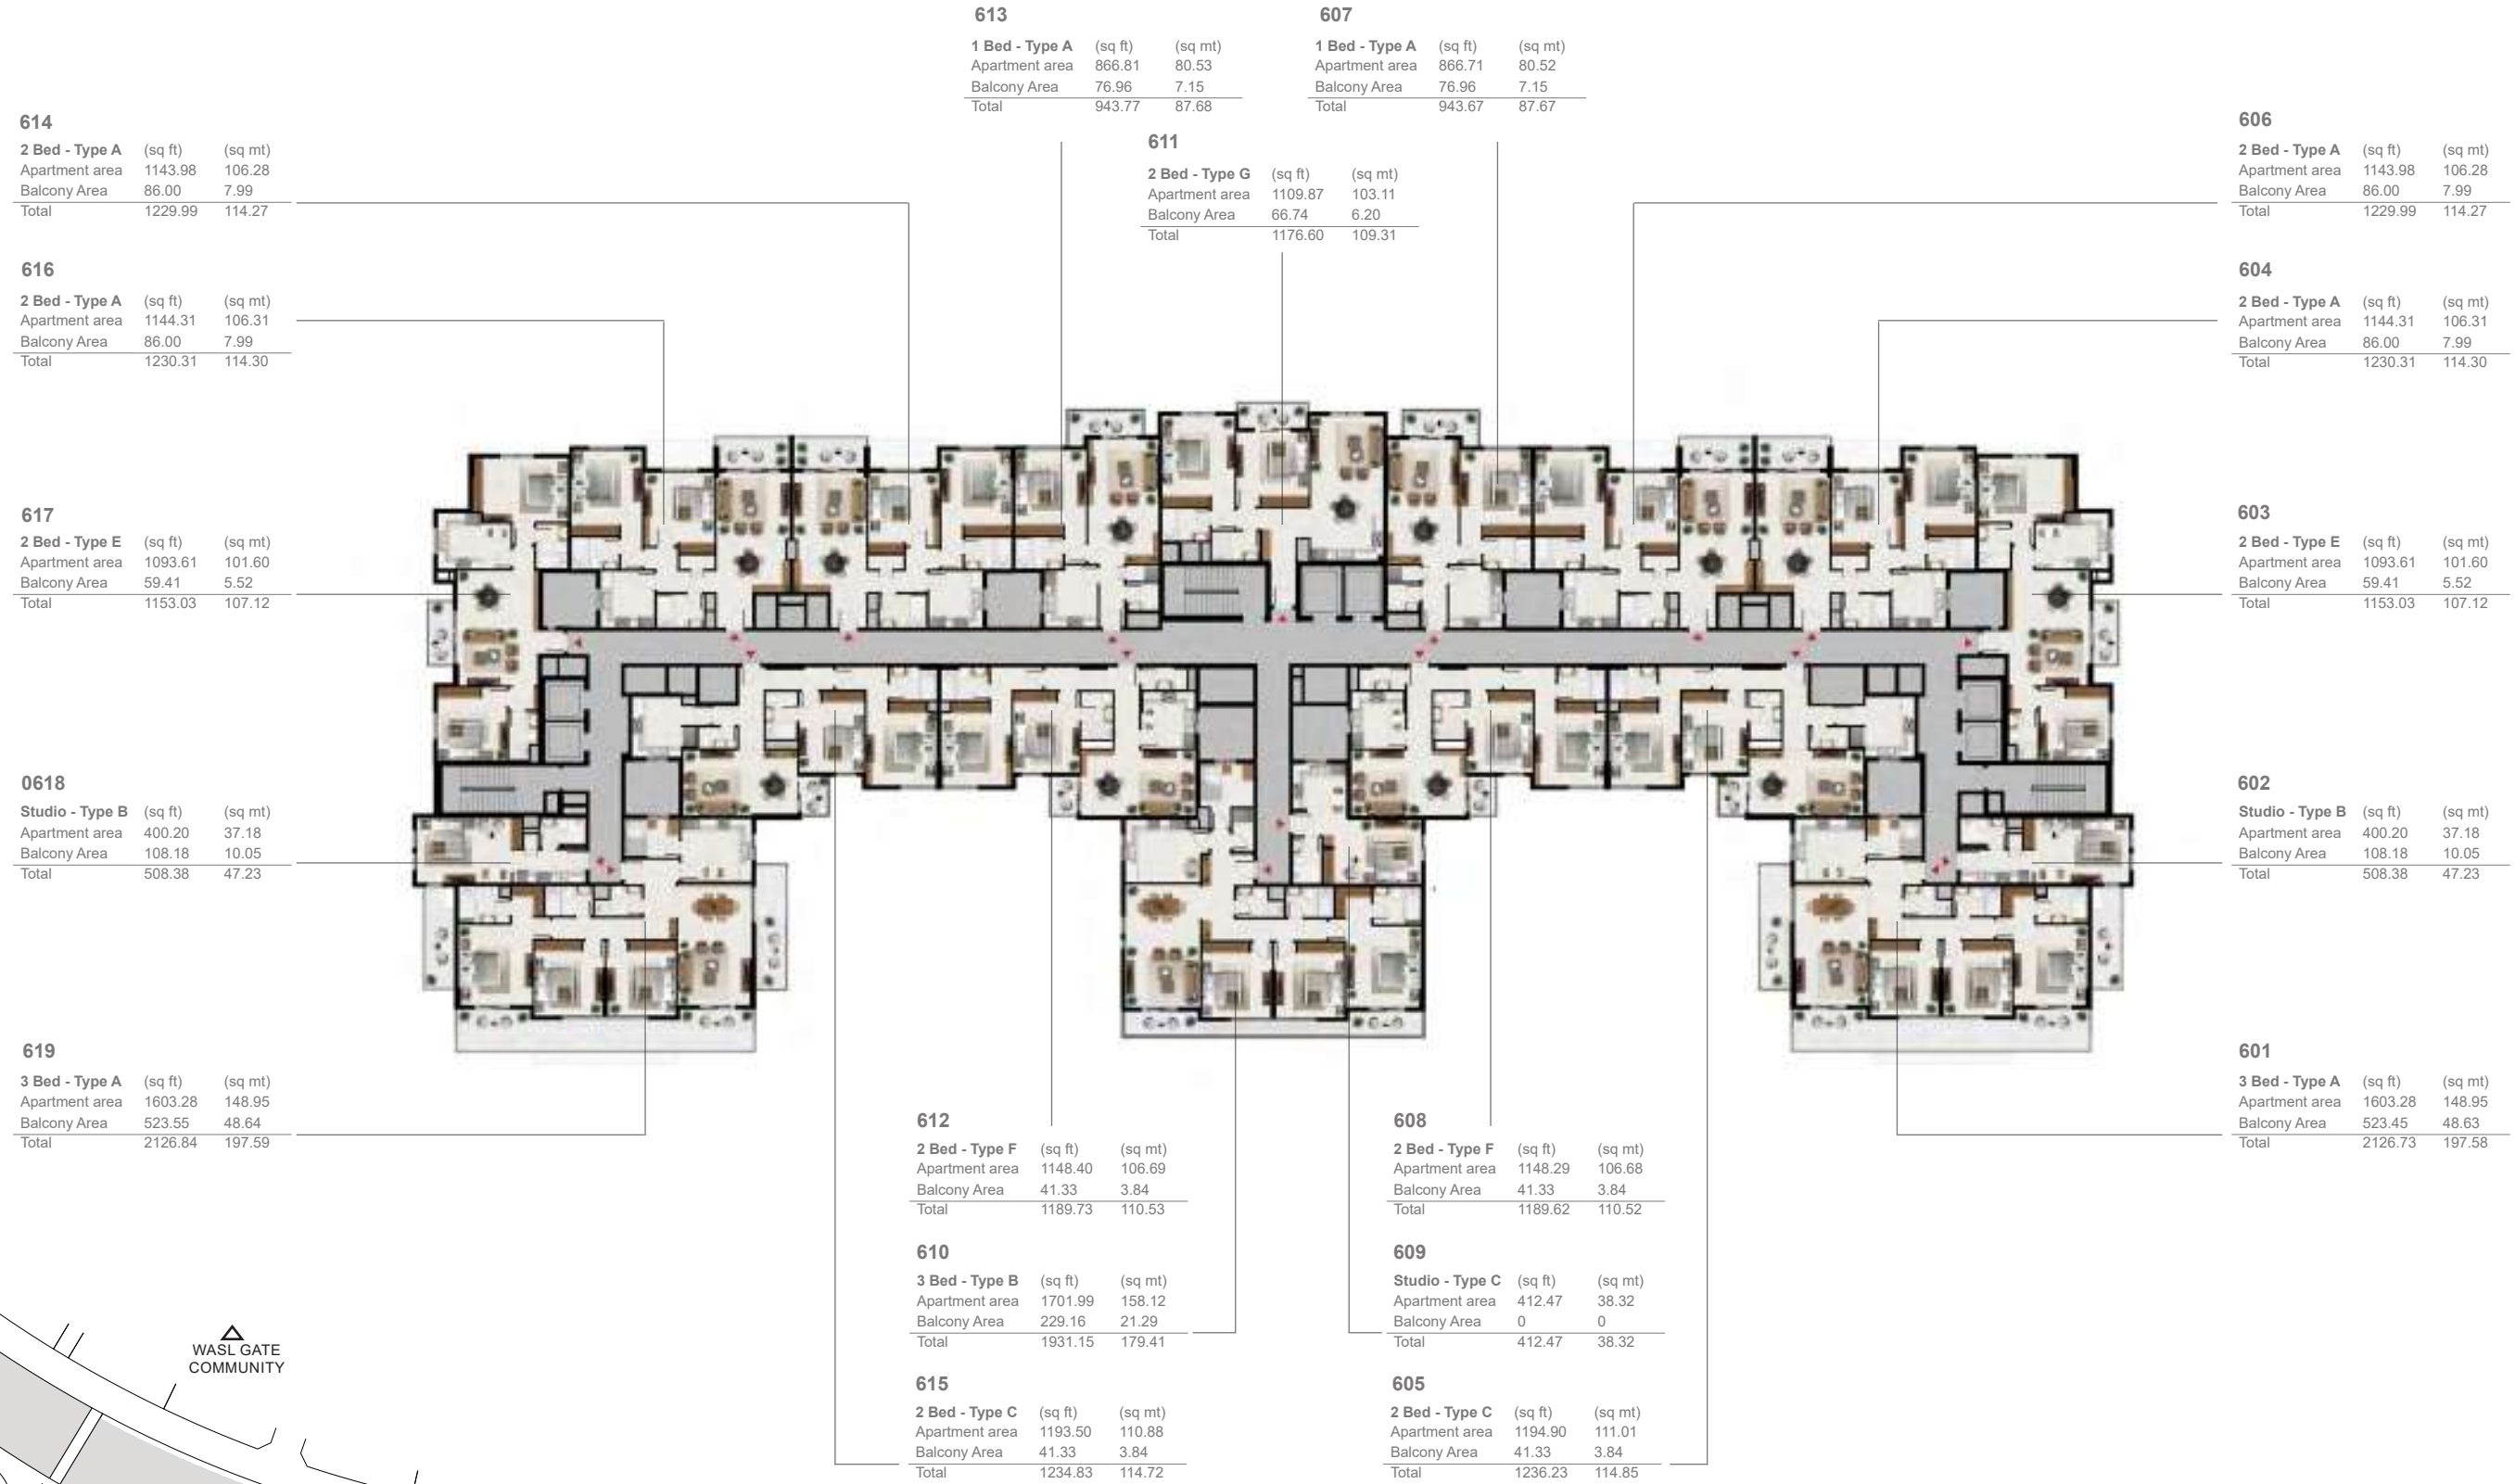 613
1 Bed - Type A (sq ft) (sq mt)
Apartment area 866.81 80.53
Balcony Area 76.96 7.15
Total 943.77 87.68
607
1 Bed - Type A (sq ft) (sq mt)
Apartment area 866.71 80.52
Balcony Area 76.96 7.15
Total 943.67 87.67
614
2 Bed - Type A (sq ft) (sq mt)
Apartment area 1143.98 106.28
Balcony Area 86.00 7.99
Total 1229.99 114.27
611
2 Bed - Type G (sq ft) (sq mt)
Apartment area 1109.87 103.11
Balcony Area 66.74 6.20
Total 1176.60 109.31
606
2 Bed - Type A (sq ft) (sq mt)
Apartment area 1143.98 106.28
Balcony Area 86.00 7.99
Total 1229.99 114.27
616
2 Bed - Type A (sq ft) (sq mt)
Apartment area 1144.31 106.31
Balcony Area 86.00 7.99
Total 1230.31 114.30
604
2 Bed - Type A (sq ft) (sq mt)
Apartment area 1144.31 106.31
Balcony Area 86.00 7.99
Total 1230.31 114.30
617
2 Bed - Type E (sq ft) (sq mt)
Apartment area 1093.61 101.60
Balcony Area 59.41 5.52
Total 1153.03 107.12
603
2 Bed - Type E (sq ft) (sq mt)
Apartment area 1093.61 101.60
Balcony Area 59.41 5.52
Total 1153.03 107.12
0618
Studio - Type B (sq ft) (sq mt)
Apartment area 400.20 37.18
Balcony Area 108.18 10.05
Total 508.38 47.23
602
Studio - Type B (sq ft) (sq mt)
Apartment area 400.20 37.18
Balcony Area 108.18 10.05
Total 508.38 47.23
619
3 Bed - Type A (sq ft) (sq mt)
Apartment area 1603.28 148.95
Balcony Area 523.55 48.64
Total 2126.84 197.59
601
3 Bed - Type A (sq ft) (sq mt)
Apartment area 1603.28 148.95
Balcony Area 523.45 48.63
Total 2126.73 197.58
612
2 Bed - Type F (sq ft) (sq mt)
Apartment area 1148.40 106.69
Balcony Area 41.33 3.84
Total 1189.73 110.53
608
2 Bed - Type F (sq ft) (sq mt)
Apartment area 1148.29 106.68
Balcony Area 41.33 3.84
Total 1189.62 110.52
610
3 Bed - Type B (sq ft) (sq mt)
Apartment area 1701.99 158.12
Balcony Area 229.16 21.29
Total 1931.15 179.41
609
Studio - Type C (sq ft) (sq mt)
Apartment area 412.47 38.32
Balcony Area 0 0
Total 412.47 38.32
615
2 Bed - Type C (sq ft) (sq mt)
Apartment area 1193.50 110.88
Balcony Area 41.33 3.84
Total 1234.83 114.72
605
2 Bed - Type C (sq ft) (sq mt)
Apartment area 1194.90 111.01
Balcony Area 41.33 3.84
Total 1236.23 114.85
WASL GATE
COMMUNITY